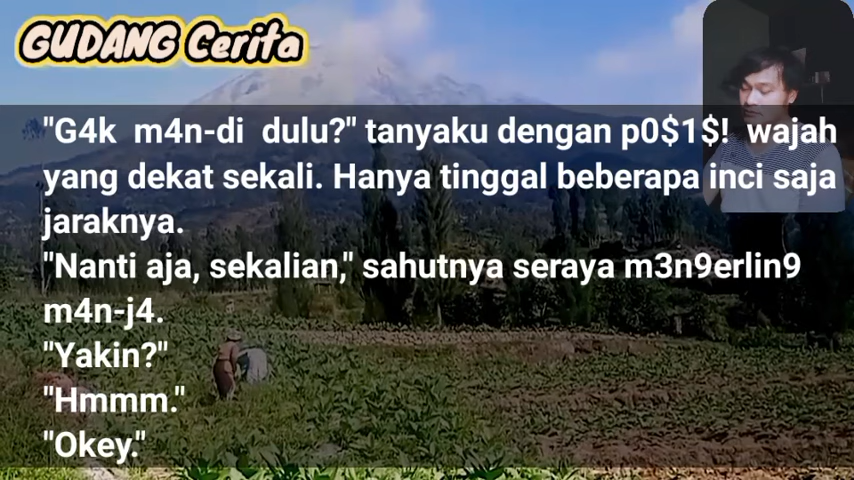 GUDANG Cerita
"G4k m4n-di dulu?" tanyaku dengan p0$1$! wajah
yang dekat sekali. Hanya tinggal beberapa inci saja
jaraknya.
"Nanti aja, sekalian," sahutnya seraya m3n9erlin9
m4n-j4.
"Yakin?"
"Hmmm."
"Okey."